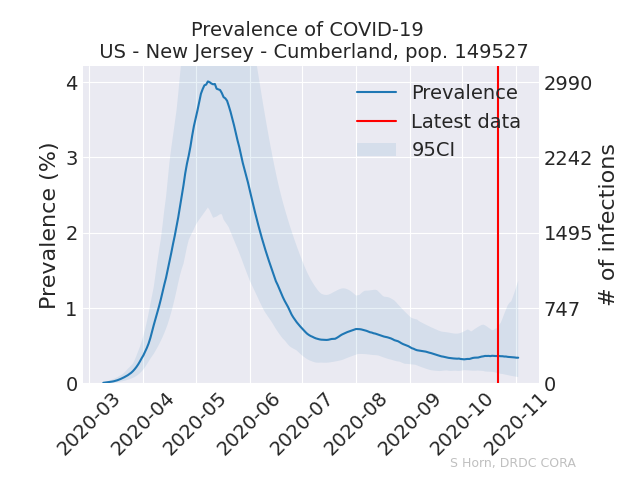 Prevalence of COVID-19
US - New Jersey - Cumberland, pop. 149527
Prevalence (%)
4
3
2
1
0
Prevalence
Latest data
95CI
2990
2242
1495
747
0
# of infections
2020-03
2020-04
2020-05
2020-06
2020-07
2020-08
2020-09
2020-10
2020-11
S Horn, DRDC CORA